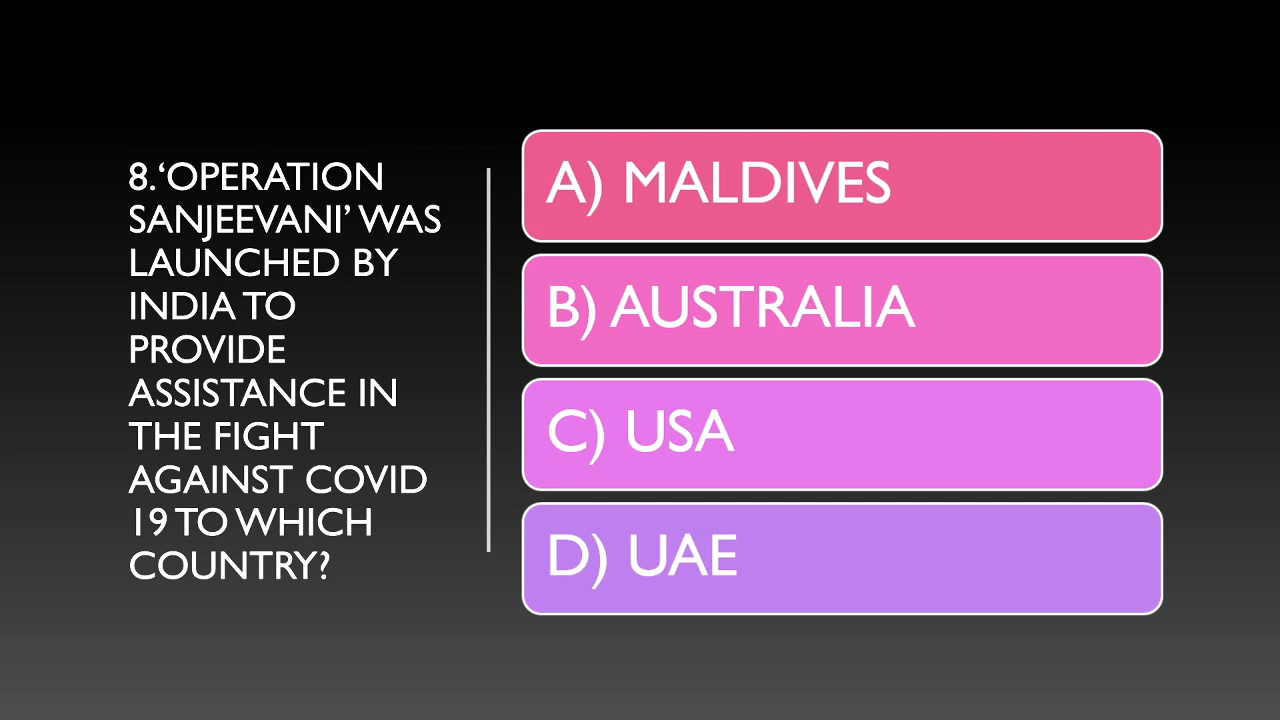 8.‘OPERATION
SANJEEVANI’ WAS
LAUNCHED BY
INDIA TO
PROVIDE
ASSISTANCE IN
THE FIGHT
AGAINST COVID
19 TO WHICH
COUNTRY?
A) MALDIVES
B) AUSTRALIA
C) USA
D) UAE